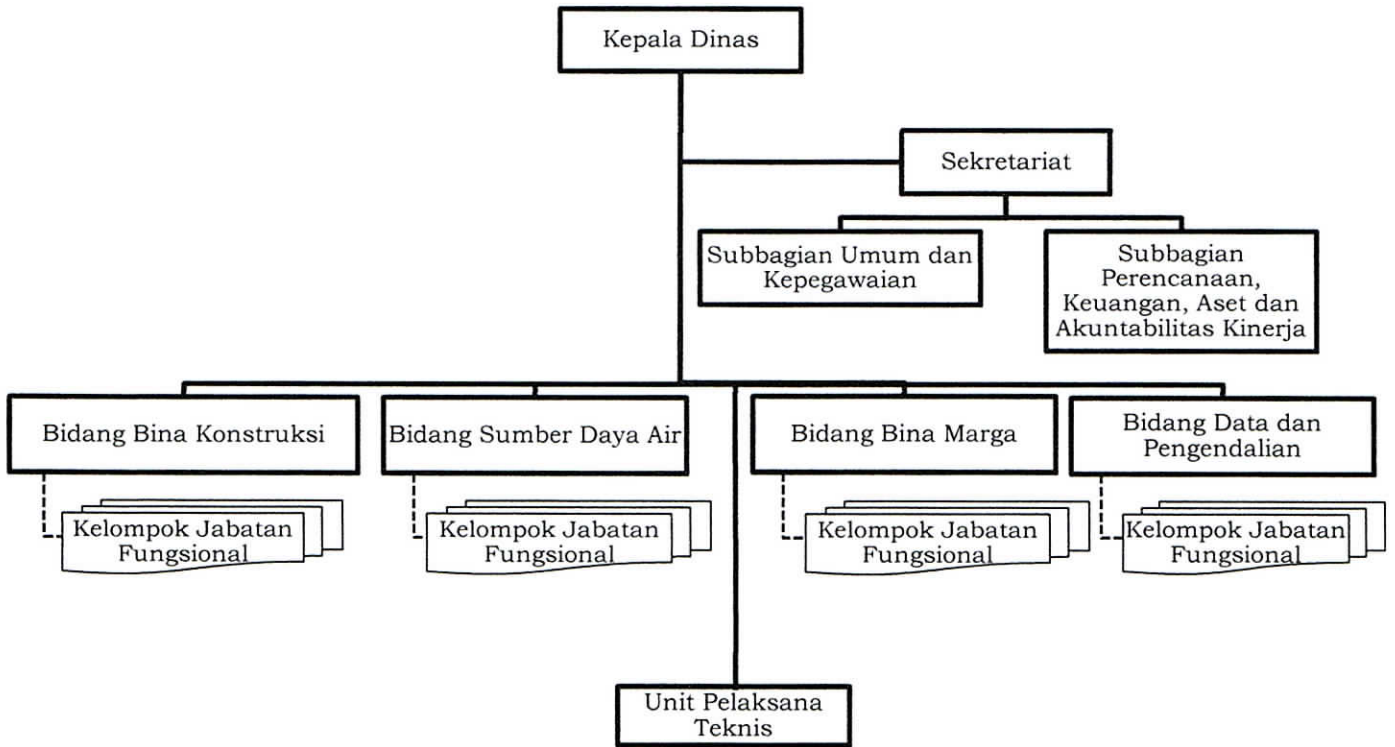 Kepala Dinas
Sekretariat
Subbagian Umum dan
Kepegawaian
Subbagian
Perencanaan,
Keuangan, Aset dan
Akuntabilitas Kinerja
Bidang Bina Konstruksi
Bidang Sumber Daya Air
Bidang Bina Marga
Bidang Data dan
Pengendalian
Kelompok Jabatan
Fungsional
Kelompok Jabatan
Fungsional
Kelompok Jabatan
Fungsional
Kelompok Jabatan
Fungsional
Unit Pelaksana
Teknis